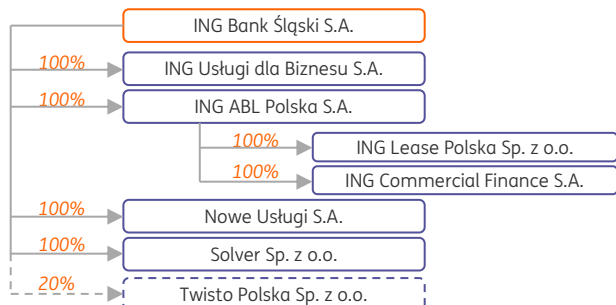 ING Bank Śląski S.A.
100% ING Usługi dla Biznesu S.A.
100% ING ABL Polska S.A.
100% ING Lease Polska Sp. z o.o.
100% ING Commercial Finance S.A.
100% Nowe Usługi S.A.
100% Solver Sp. z o.o.
20% Twisto Polska Sp. z o.o.